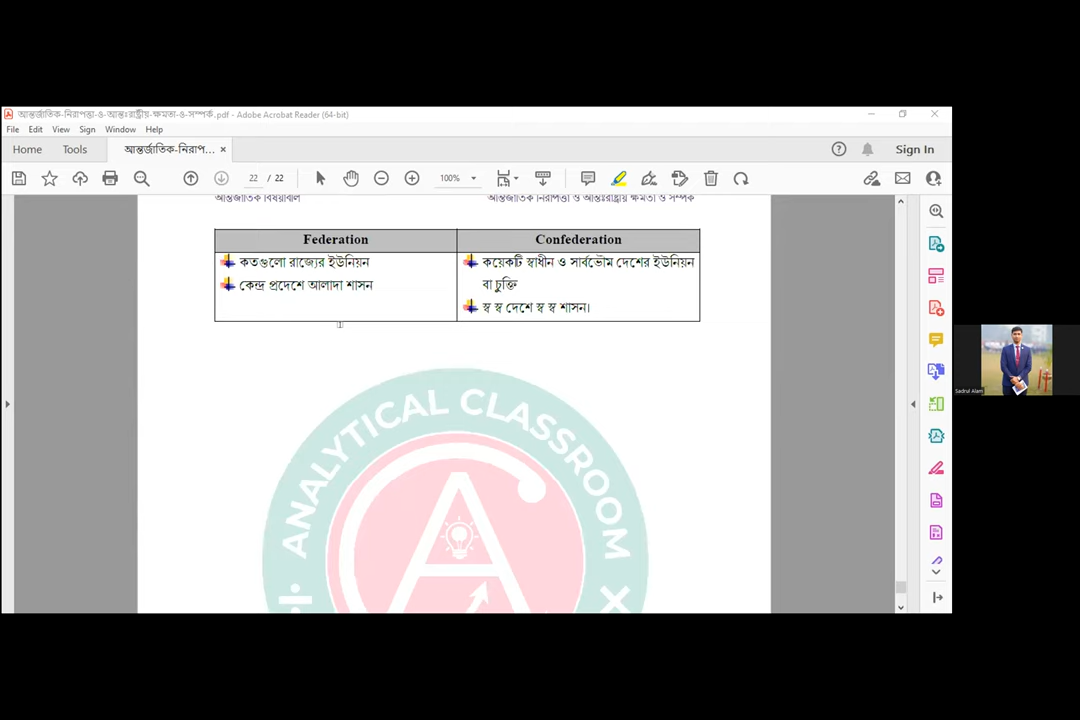 আন্তর্জাতিক-নিরাপত্তা-ও-আন্তঃরাষ্ট্রীয়-ক্ষমতা-ও-সম্পর্ক.pdf - Adobe Acrobat Reader (64-bit)
File Edit View Sign Window Help
Home Tools আন্তর্জাতিক-নিরাপ... × Sign In
22 / 22 100%
আন্তর্জাতিক বিষয়াবলি আন্তর্জাতিক নিরাপত্তা ও আন্তঃরাষ্ট্রীয় ক্ষমতা ও সম্পর্ক
Federation Confederation
কতগুলো রাজ্যের ইউনিয়ন কয়েকটি স্বাধীন ও সার্বভৌম দেশের ইউনিয়ন
কেন্দ্র প্রদেশে আলাদা শাসন বা চুক্তি
স্ব স্ব দেশে স্ব স্ব শাসন।
Sadrul Alam
ANALYTICAL CLASSROOM